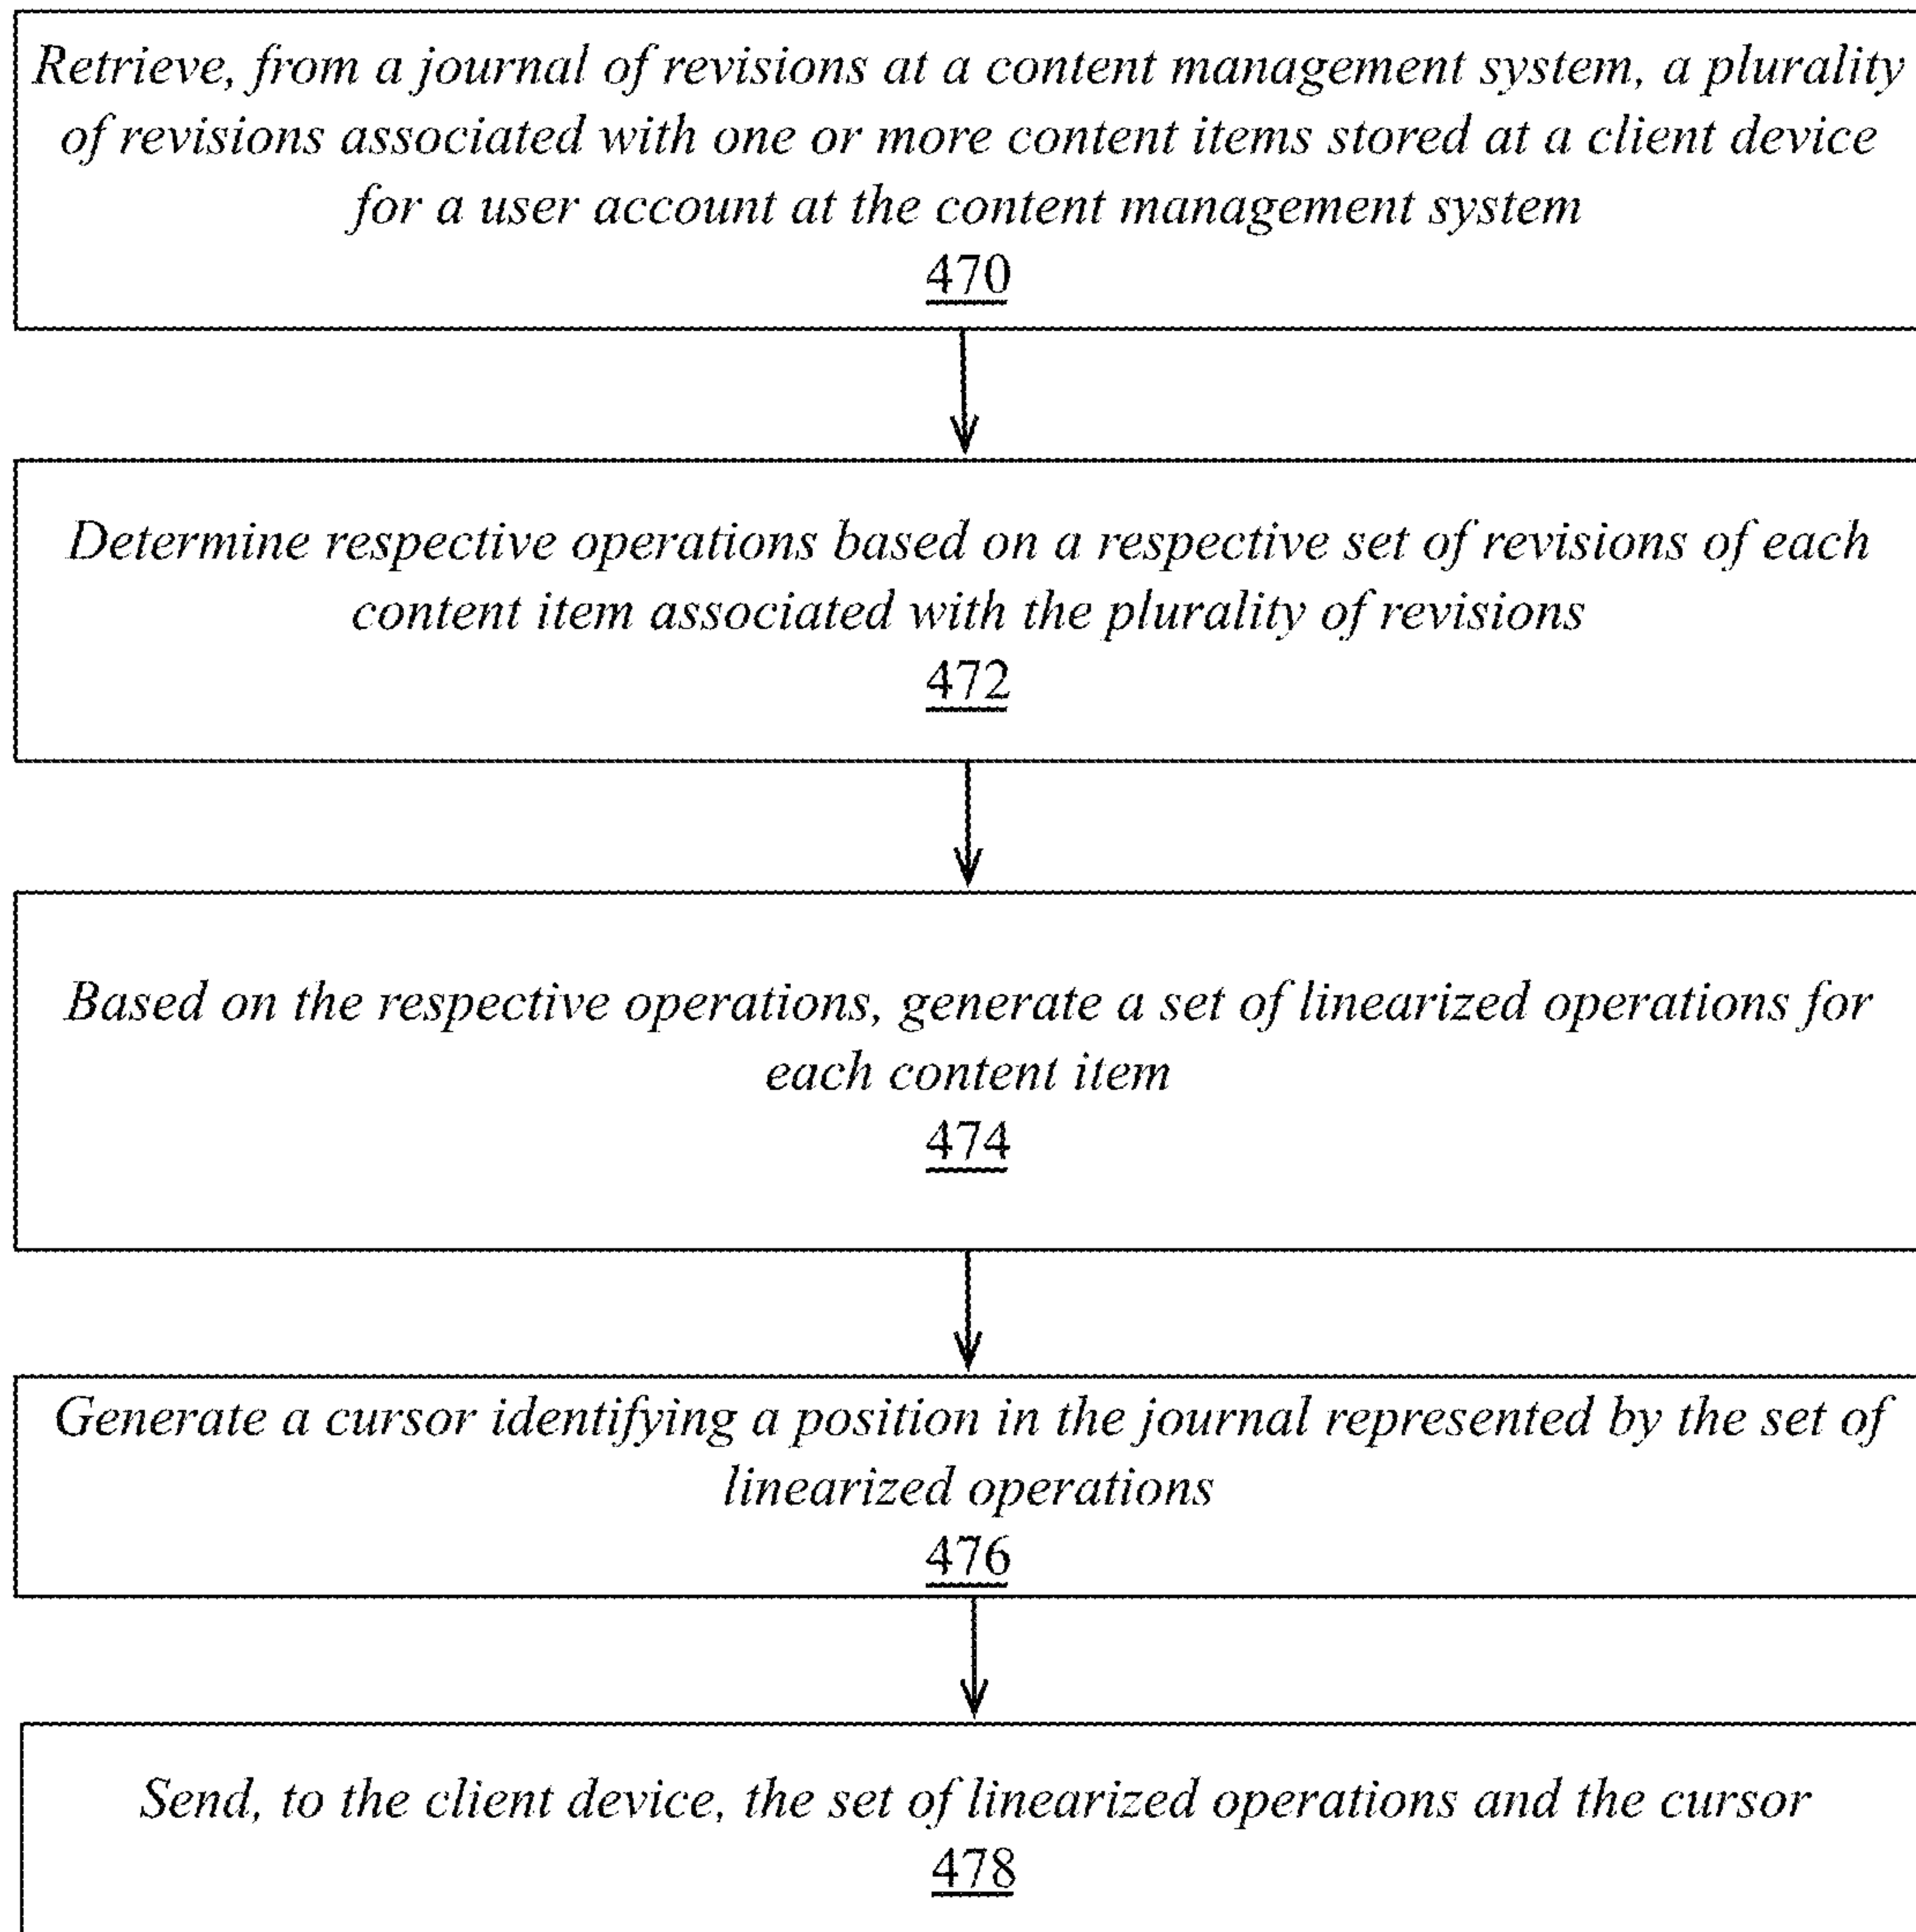 Retrieve, from a journal of revisions at a content management system, a plurality
of revisions associated with one or more content items stored at a client device
for a user account at the content management system
470
Determine respective operations based on a respective set of revisions of each
content item associated with the plurality of revisions
472
Based on the respective operations, generate a set of linearized operations for
each content item
474
Generate a cursor identifying a position in the journal represented by the set of
linearized operations
476
Send, to the client device, the set of linearized operations and the cursor
478